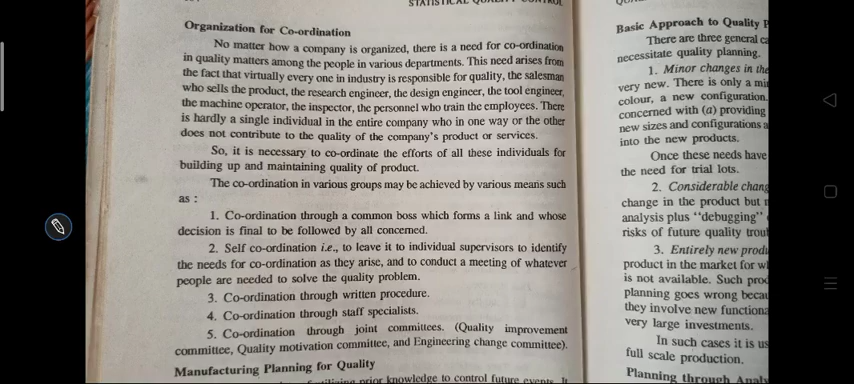 STATISTICAL QUALITY CONTROL
Organization for Co-ordination
No matter how a company is organized, there is a need for co-ordination
in quality matters among the people in various departments. This need arises from
the fact that virtually every one in industry is responsible for quality, the salesman
who sells the product, the research engineer, the design engineer, the tool engineer,
the machine operator, the inspector, the personnel who train the employees. There
is hardly a single individual in the entire company who in one way or the other
does not contribute to the quality of the company's product or services.
So, it is necessary to co-ordinate the efforts of all these individuals for
building up and maintaining quality of product.
The co-ordination in various groups may be achieved by various means such
as :
1. Co-ordination through a common boss which forms a link and whose
decision is final to be followed by all concerned.
2. Self co-ordination i.e., to leave it to individual supervisors to identify
the needs for co-ordination as they arise, and to conduct a meeting of whatever
people are needed to solve the quality problem.
3. Co-ordination through written procedure.
4. Co-ordination through staff specialists.
5. Co-ordination through joint committees. (Quality improvement
committee, Quality motivation committee, and Engineering change committee).
Manufacturing Planning for Quality
prior knowledge to control future events. It
Basic Approach to Quality P
There are three general ca
necessitate quality planning.
1. Minor changes in the
very new. There is only a mi
colour, a new configuration.
concerned with (a) providing
new sizes and configurations a
into the new products.
Once these needs have
the need for trial lots.
2. Considerable chang
change in the product but
analysis plus "debugging"
risks of future quality trou
3. Entirely new produ
product in the market for w
is not available. Such prod
planning goes wrong becau
they involve new functiona
very large investments.
In such cases it is us
full scale production.
Planning through Anal